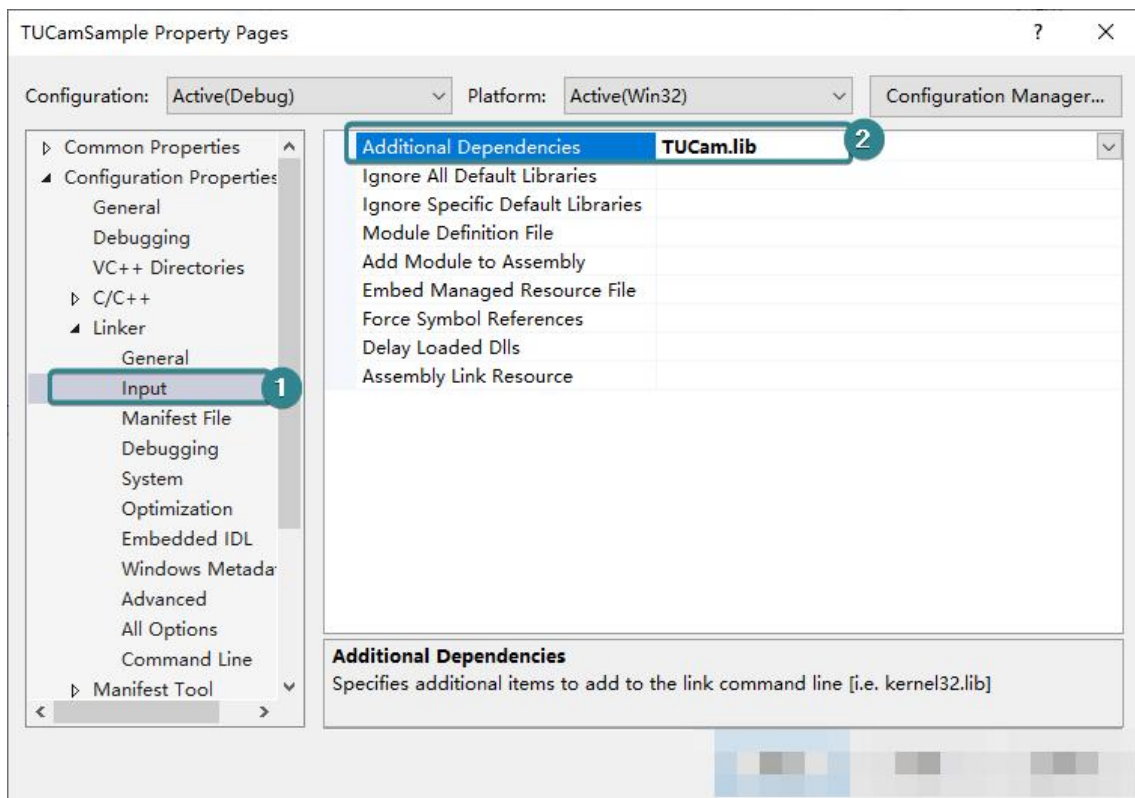 TUCamSample Property Pages ? ×
Configuration: Active(Debug) Platform: Active(Win32) Configuration Manager...
Common Properties
Configuration Properties
General
Debugging
VC++ Directories
C/C++
Linker
General
Input 1
Manifest File
Debugging
System
Optimization
Embedded IDL
Windows Metada
Advanced
All Options
Command Line
Manifest Tool
Additional Dependencies TUCam.lib 2
Ignore All Default Libraries
Ignore Specific Default Libraries
Module Definition File
Add Module to Assembly
Embed Managed Resource File
Force Symbol References
Delay Loaded Dlls
Assembly Link Resource
Additional Dependencies
Specifies additional items to add to the link command line [i.e. kernel32.lib]